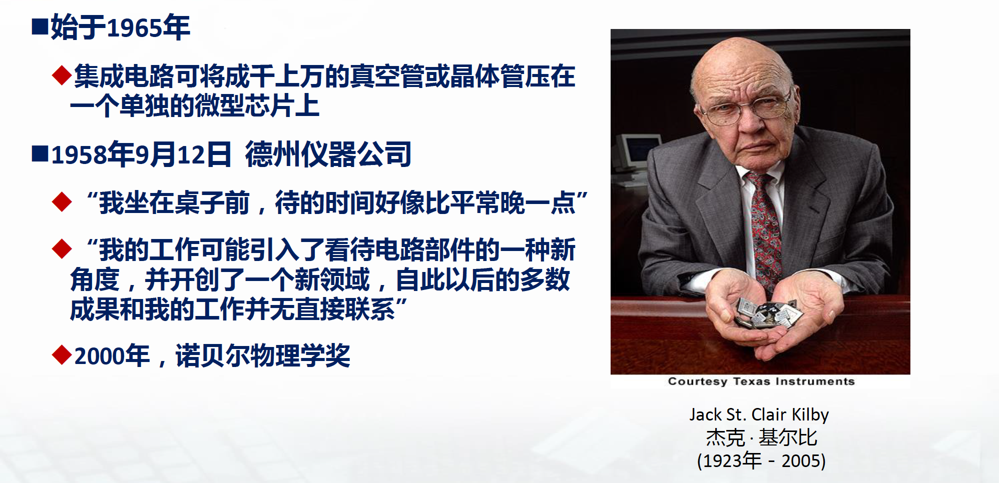 ■始于1965年
◆集成电路可将成千上万的真空管或晶体管压在
一个单独的微型芯片上
■1958年9月12日 德州仪器公司
◆“我坐在桌子前，待的时间好像比平常晚一点”
◆“我的工作可能引入了看待电路部件的一种新
角度，并开创了一个新领域，自此以后的多数
成果和我的工作并无直接联系”
◆2000年，诺贝尔物理学奖
Courtesy Texas Instruments
Jack St. Clair Kilby
杰克·基尔比
(1923年 - 2005)